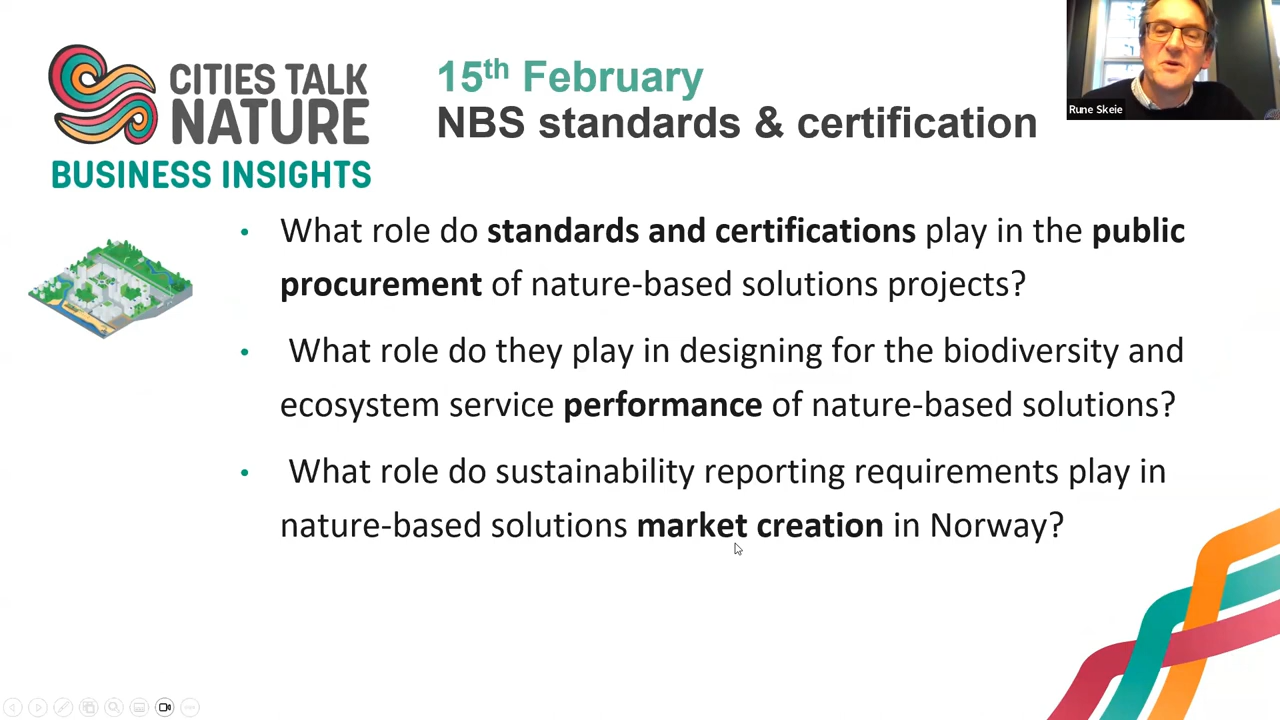 CITIES TALK
NATURE
BUSINESS INSIGHTS
15th February
NBS standards & certification
Rune Skeie
• What role do standards and certifications play in the public
procurement of nature-based solutions projects?
• What role do they play in designing for the biodiversity and
ecosystem service performance of nature-based solutions?
• What role do sustainability reporting requirements play in
nature-based solutions market creation in Norway?